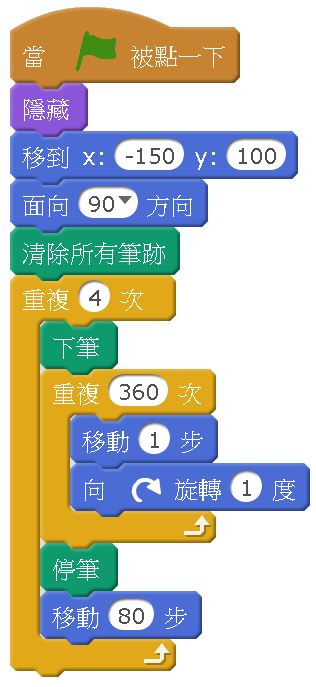 當 被點一下
隱藏
移到 x: -150 y: 100
面向 90 方向
清除所有筆跡
重複 4 次
下筆
重複 360 次
移動 1 步
向 旋轉 1 度
停筆
移動 80 步